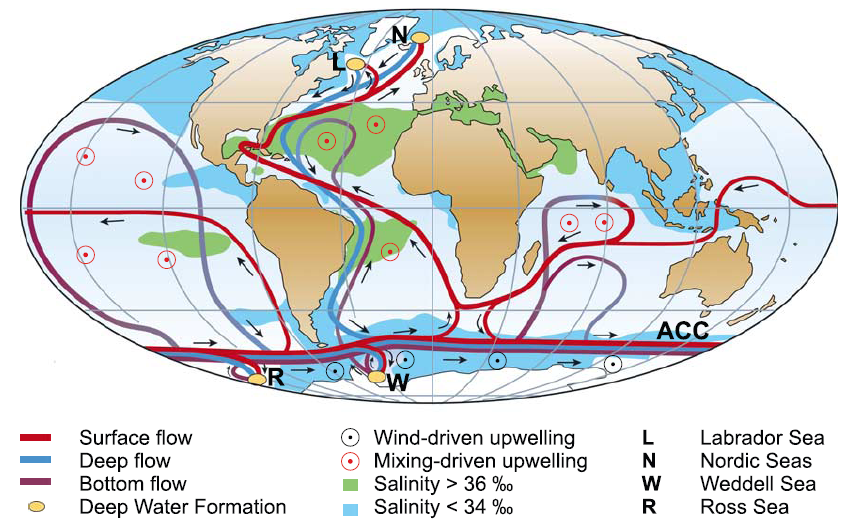 N
L
ACC
R
W
Surface flow
Deep flow
Bottom flow
Deep Water Formation
Wind-driven upwelling
Mixing-driven upwelling
Salinity > 36 ‰
Salinity < 34 ‰
L Labrador Sea
N Nordic Seas
W Weddell Sea
R Ross Sea